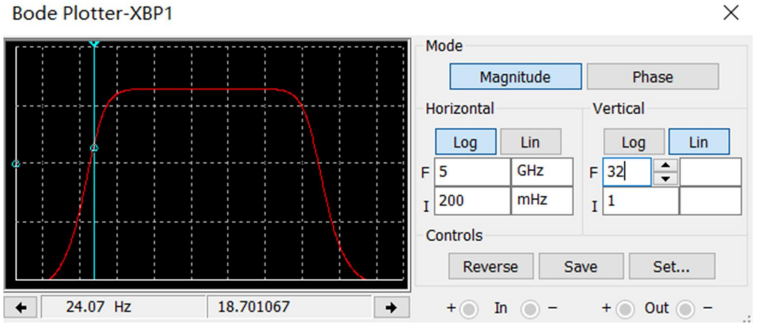 Bode Plotter-XBP1
Mode
Magnitude Phase
Horizontal Vertical
Log Lin Log Lin
F 5 GHz F 32
I 200 mHz I 1
Controls
Reverse Save Set...
24.07 Hz 18.701067
+ In − + Out −